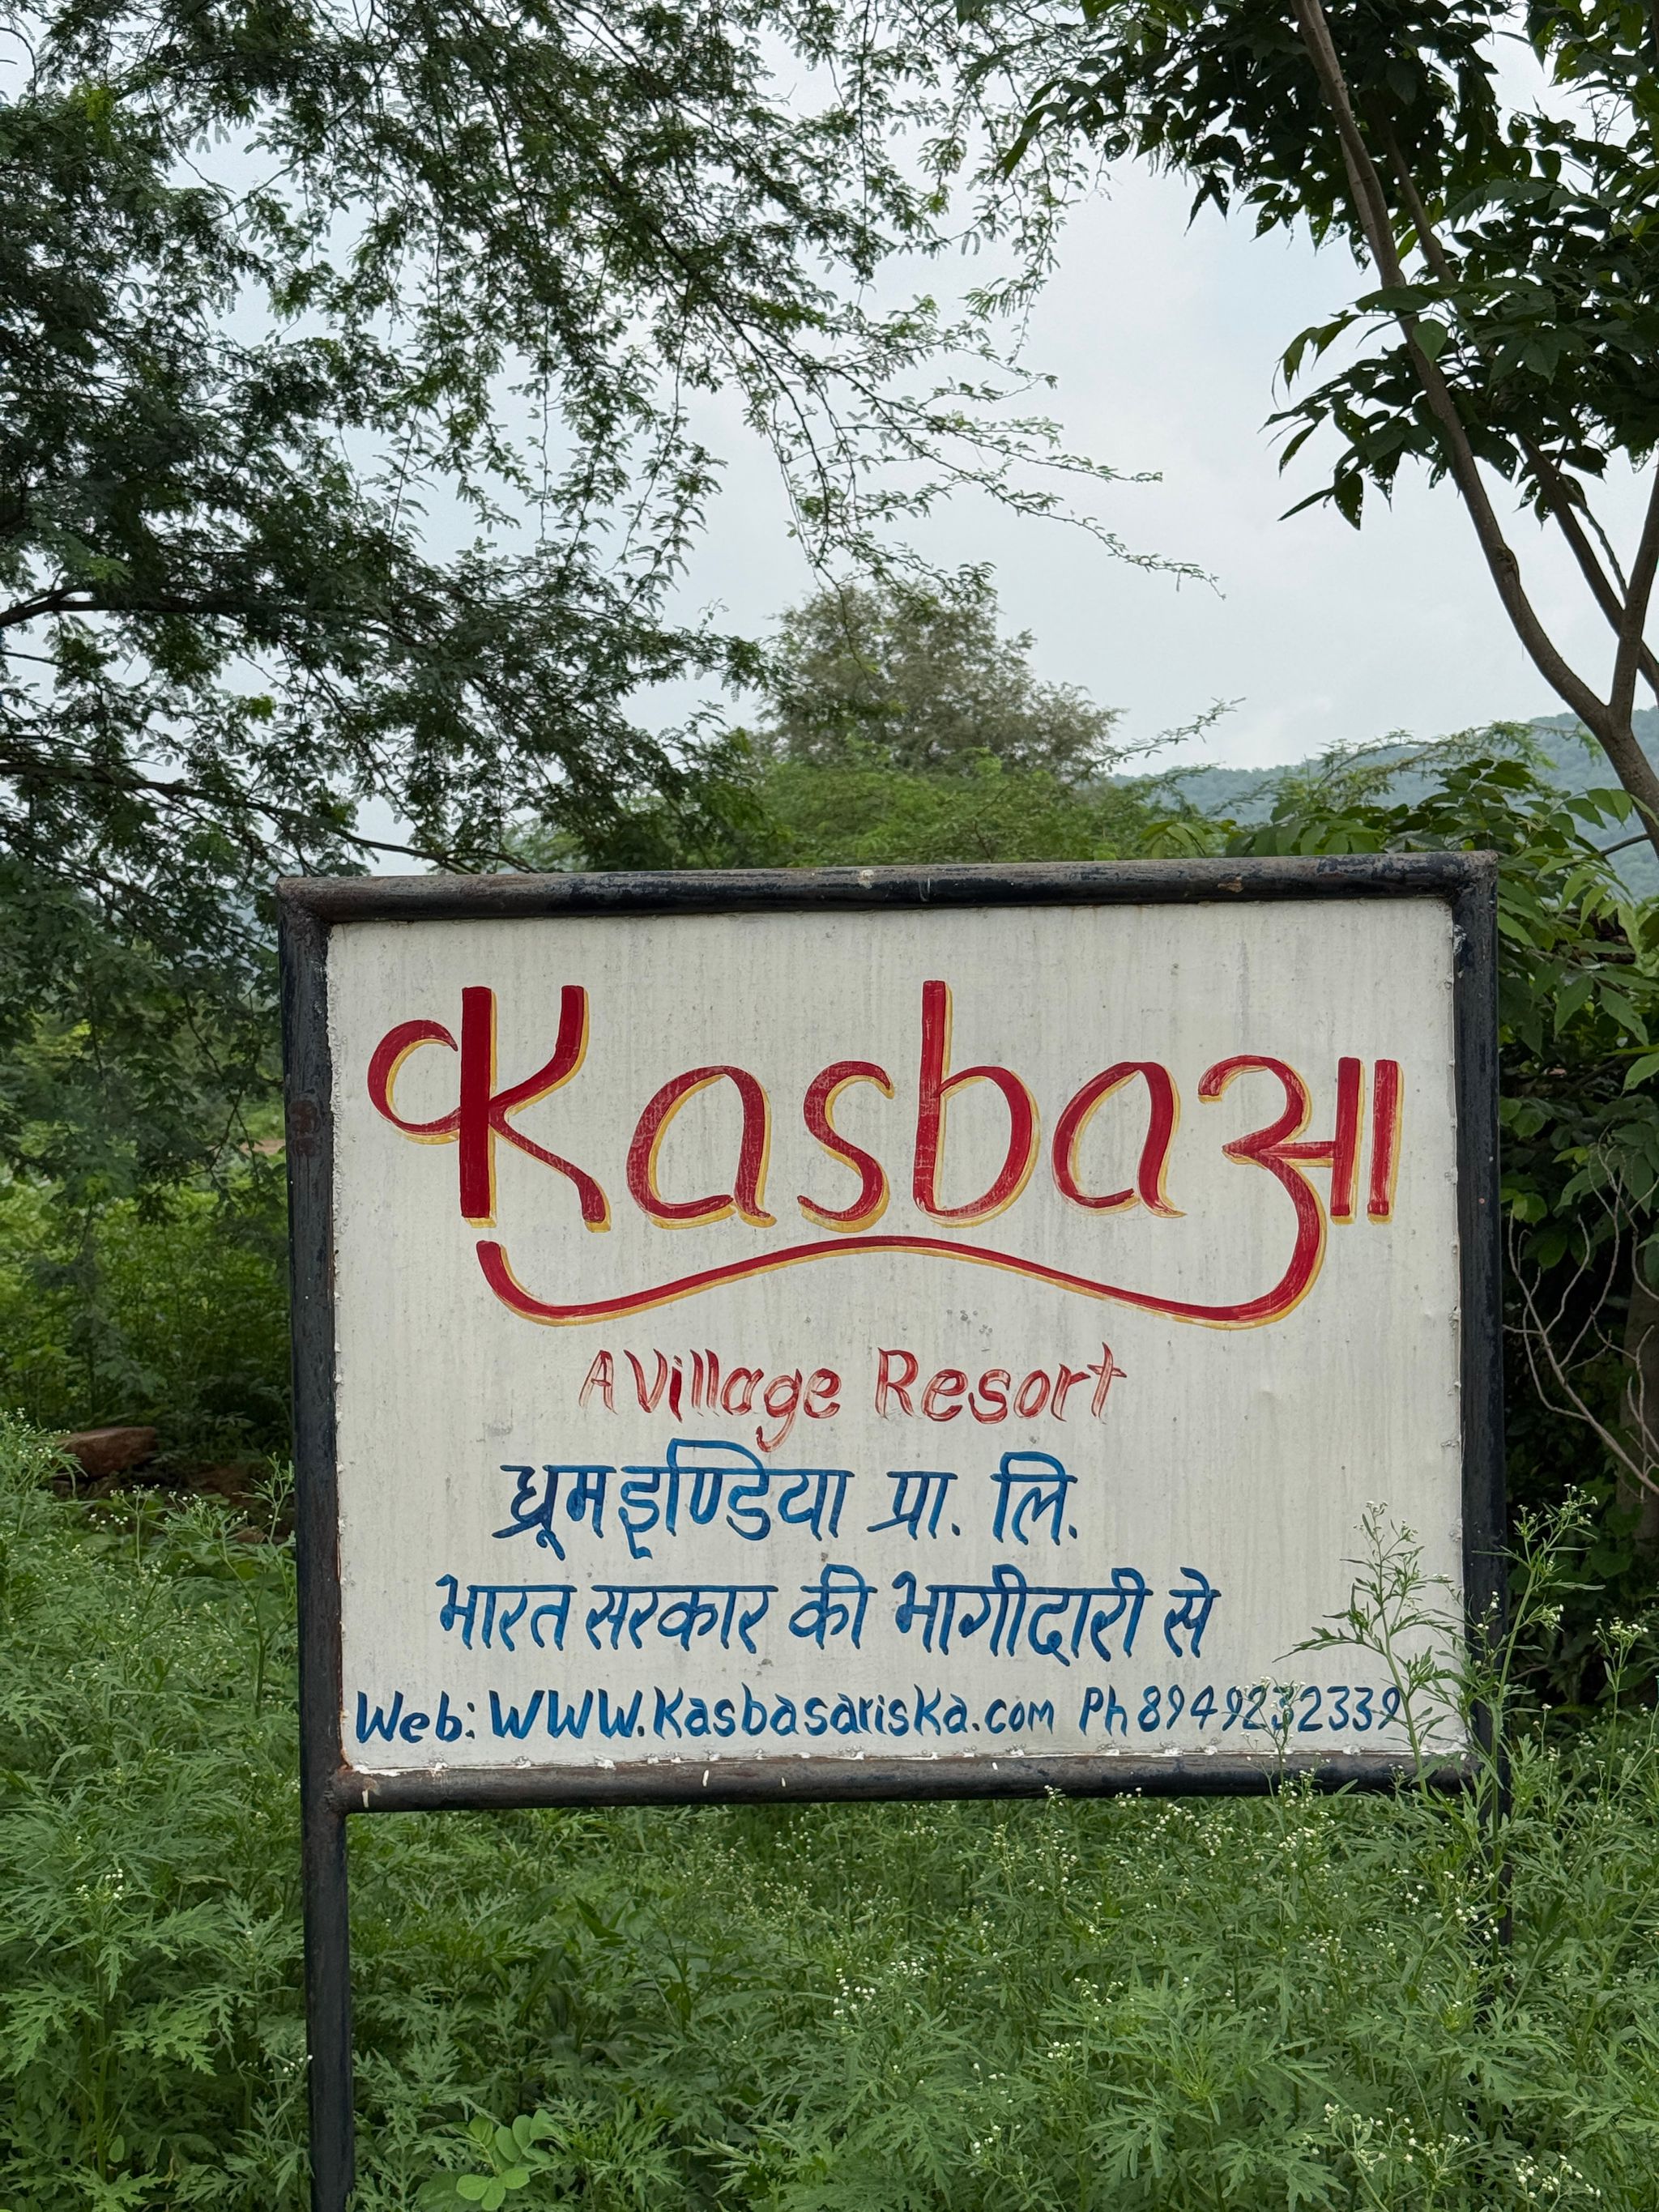 Kasbaआ
A Village Resort
ध्रूमइण्डिया प्रा. लि.
भारत सरकार की भागीदारी से
Web: WWW.KasbasarisKa.com Ph 8949232339